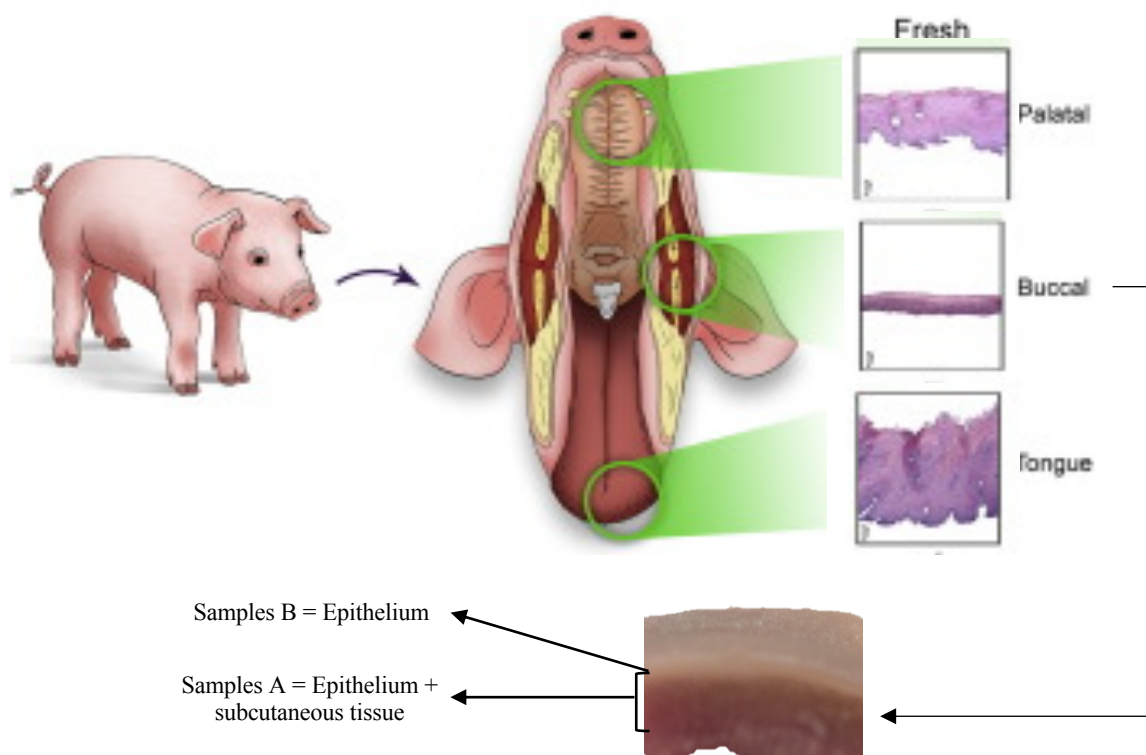 Fresh
Palatal
Buccal
Tongue
Samples B = Epithelium
Samples A = Epithelium +
subcutaneous tissue